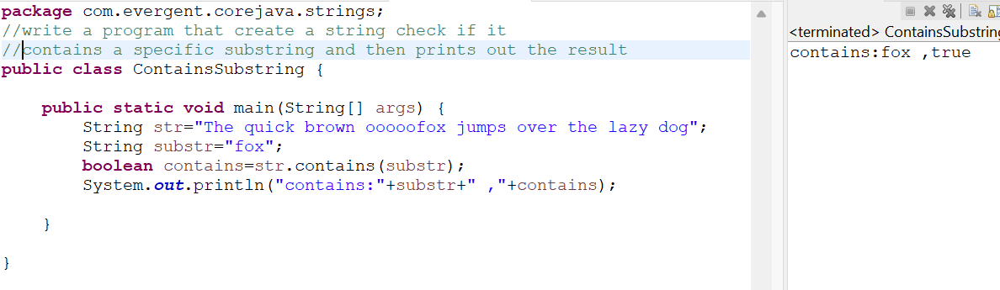 package com.evergent.corejava.strings;
//write a program that create a string check if it
//contains a specific substring and then prints out the result
public class ContainsSubstring {
public static void main(String[] args) {
String str="The quick brown ooooofox jumps over the lazy dog";
String substr="fox";
boolean contains=str.contains(substr);
System.out.println("contains:"+substr+" ,"+contains);
}
}
<terminated> ContainsSubstring
contains:fox ,true